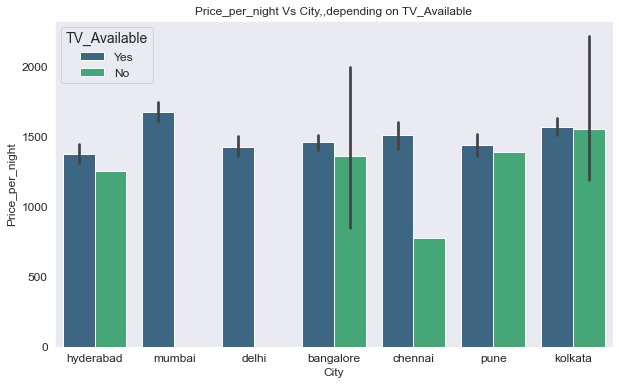 Price_per_night Vs City,,depending on TV_Available
TV_Available
Yes
No
Price_per_night
2000
1500
1000
500
0
hyderabad mumbai delhi bangalore chennai pune kolkata
City